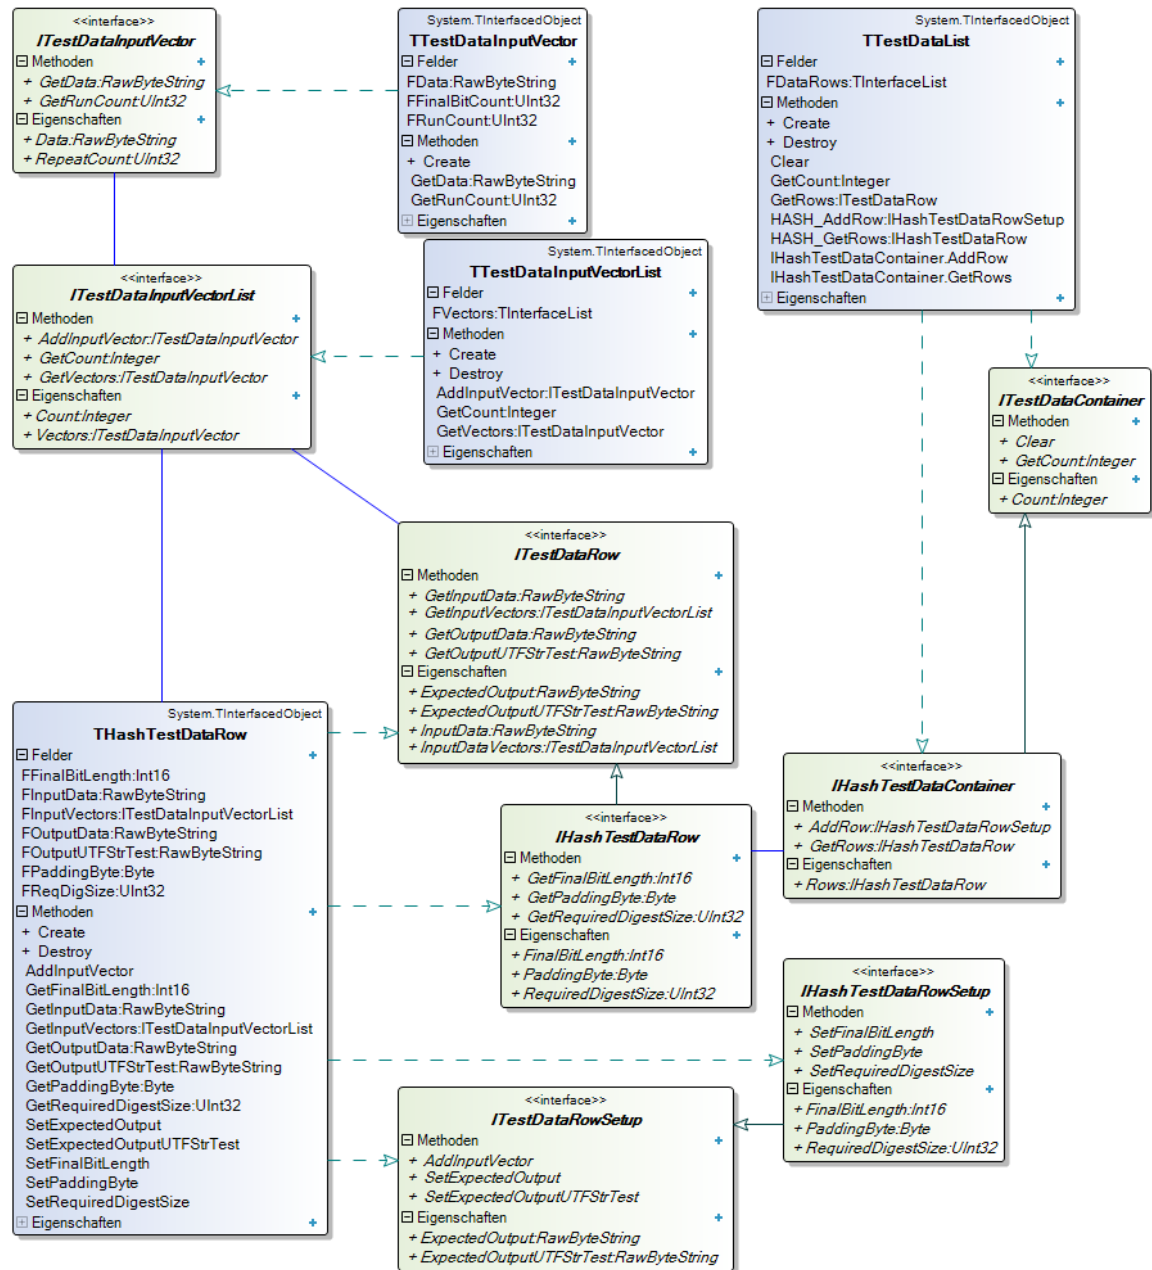 <<interface>>
ITestDataInputVector
Methoden
+ GetData:RawByteString
+ GetRunCount:UInt32
Eigenschaften
+ Data:RawByteString
+ RepeatCount:UInt32
System.TInterfacedObject
TTestDataInputVector
Felder
FData:RawByteString
FFinalBitCount:UInt32
FRunCount:UInt32
Methoden
+ Create
GetData:RawByteString
GetRunCount:UInt32
Eigenschaften
System.TInterfacedObject
TTestDataList
Felder
FDataRows:TInterfaceList
Methoden
+ Create
+ Destroy
Clear
GetCount:Integer
GetRows:ITestDataRow
HASH_AddRow:IHashTestDataRowSetup
HASH_GetRows:IHashTestDataRow
IHashTestDataContainer.AddRow
IHashTestDataContainer.GetRows
Eigenschaften
<<interface>>
ITestDataInputVectorList
Methoden
+ AddInputVector:ITestDataInputVector
+ GetCount:Integer
+ GetVectors:ITestDataInputVector
Eigenschaften
+ Count:Integer
+ Vectors:ITestDataInputVector
System.TInterfacedObject
TTestDataInputVectorList
Felder
FVectors:TInterfaceList
Methoden
+ Create
+ Destroy
AddInputVector:ITestDataInputVector
GetCount:Integer
GetVectors:ITestDataInputVector
Eigenschaften
<<interface>>
ITestDataContainer
Methoden
+ Clear
+ GetCount:Integer
Eigenschaften
+ Count:Integer
<<interface>>
ITestDataRow
Methoden
+ GetInputData:RawByteString
+ GetInputVectors:ITestDataInputVectorList
+ GetOutputData:RawByteString
+ GetOutputUTFStrTest:RawByteString
Eigenschaften
+ ExpectedOutput:RawByteString
+ ExpectedOutputUTFStrTest:RawByteString
+ InputData:RawByteString
+ InputDataVectors:ITestDataInputVectorList
System.TInterfacedObject
THashTestDataRow
Felder
FFinalBitLength:Int16
FInputData:RawByteString
FInputVectors:ITestDataInputVectorList
FOutputData:RawByteString
FOutputUTFStrTest:RawByteString
FPaddingByte:Byte
FReqDigSize:UInt32
Methoden
+ Create
+ Destroy
AddInputVector
GetFinalBitLength:Int16
GetInputData:RawByteString
GetInputVectors:ITestDataInputVectorList
GetOutputData:RawByteString
GetOutputUTFStrTest:RawByteString
GetPaddingByte:Byte
GetRequiredDigestSize:UInt32
SetExpectedOutput
SetExpectedOutputUTFStrTest
SetFinalBitLength
SetPaddingByte
SetRequiredDigestSize
Eigenschaften
<<interface>>
IHashTestDataRow
Methoden
+ GetFinalBitLength:Int16
+ GetPaddingByte:Byte
+ GetRequiredDigestSize:UInt32
Eigenschaften
+ FinalBitLength:Int16
+ PaddingByte:Byte
+ RequiredDigestSize:UInt32
<<interface>>
IHashTestDataContainer
Methoden
+ AddRow:IHashTestDataRowSetup
+ GetRows:IHashTestDataRow
Eigenschaften
+ Rows:IHashTestDataRow
<<interface>>
IHashTestDataRowSetup
Methoden
+ SetFinalBitLength
+ SetPaddingByte
+ SetRequiredDigestSize
Eigenschaften
+ FinalBitLength:Int16
+ PaddingByte:Byte
+ RequiredDigestSize:UInt32
<<interface>>
ITestDataRowSetup
Methoden
+ AddInputVector
+ SetExpectedOutput
+ SetExpectedOutputUTFStrTest
Eigenschaften
+ ExpectedOutput:RawByteString
+ ExpectedOutputUTFStrTest:RawByteString